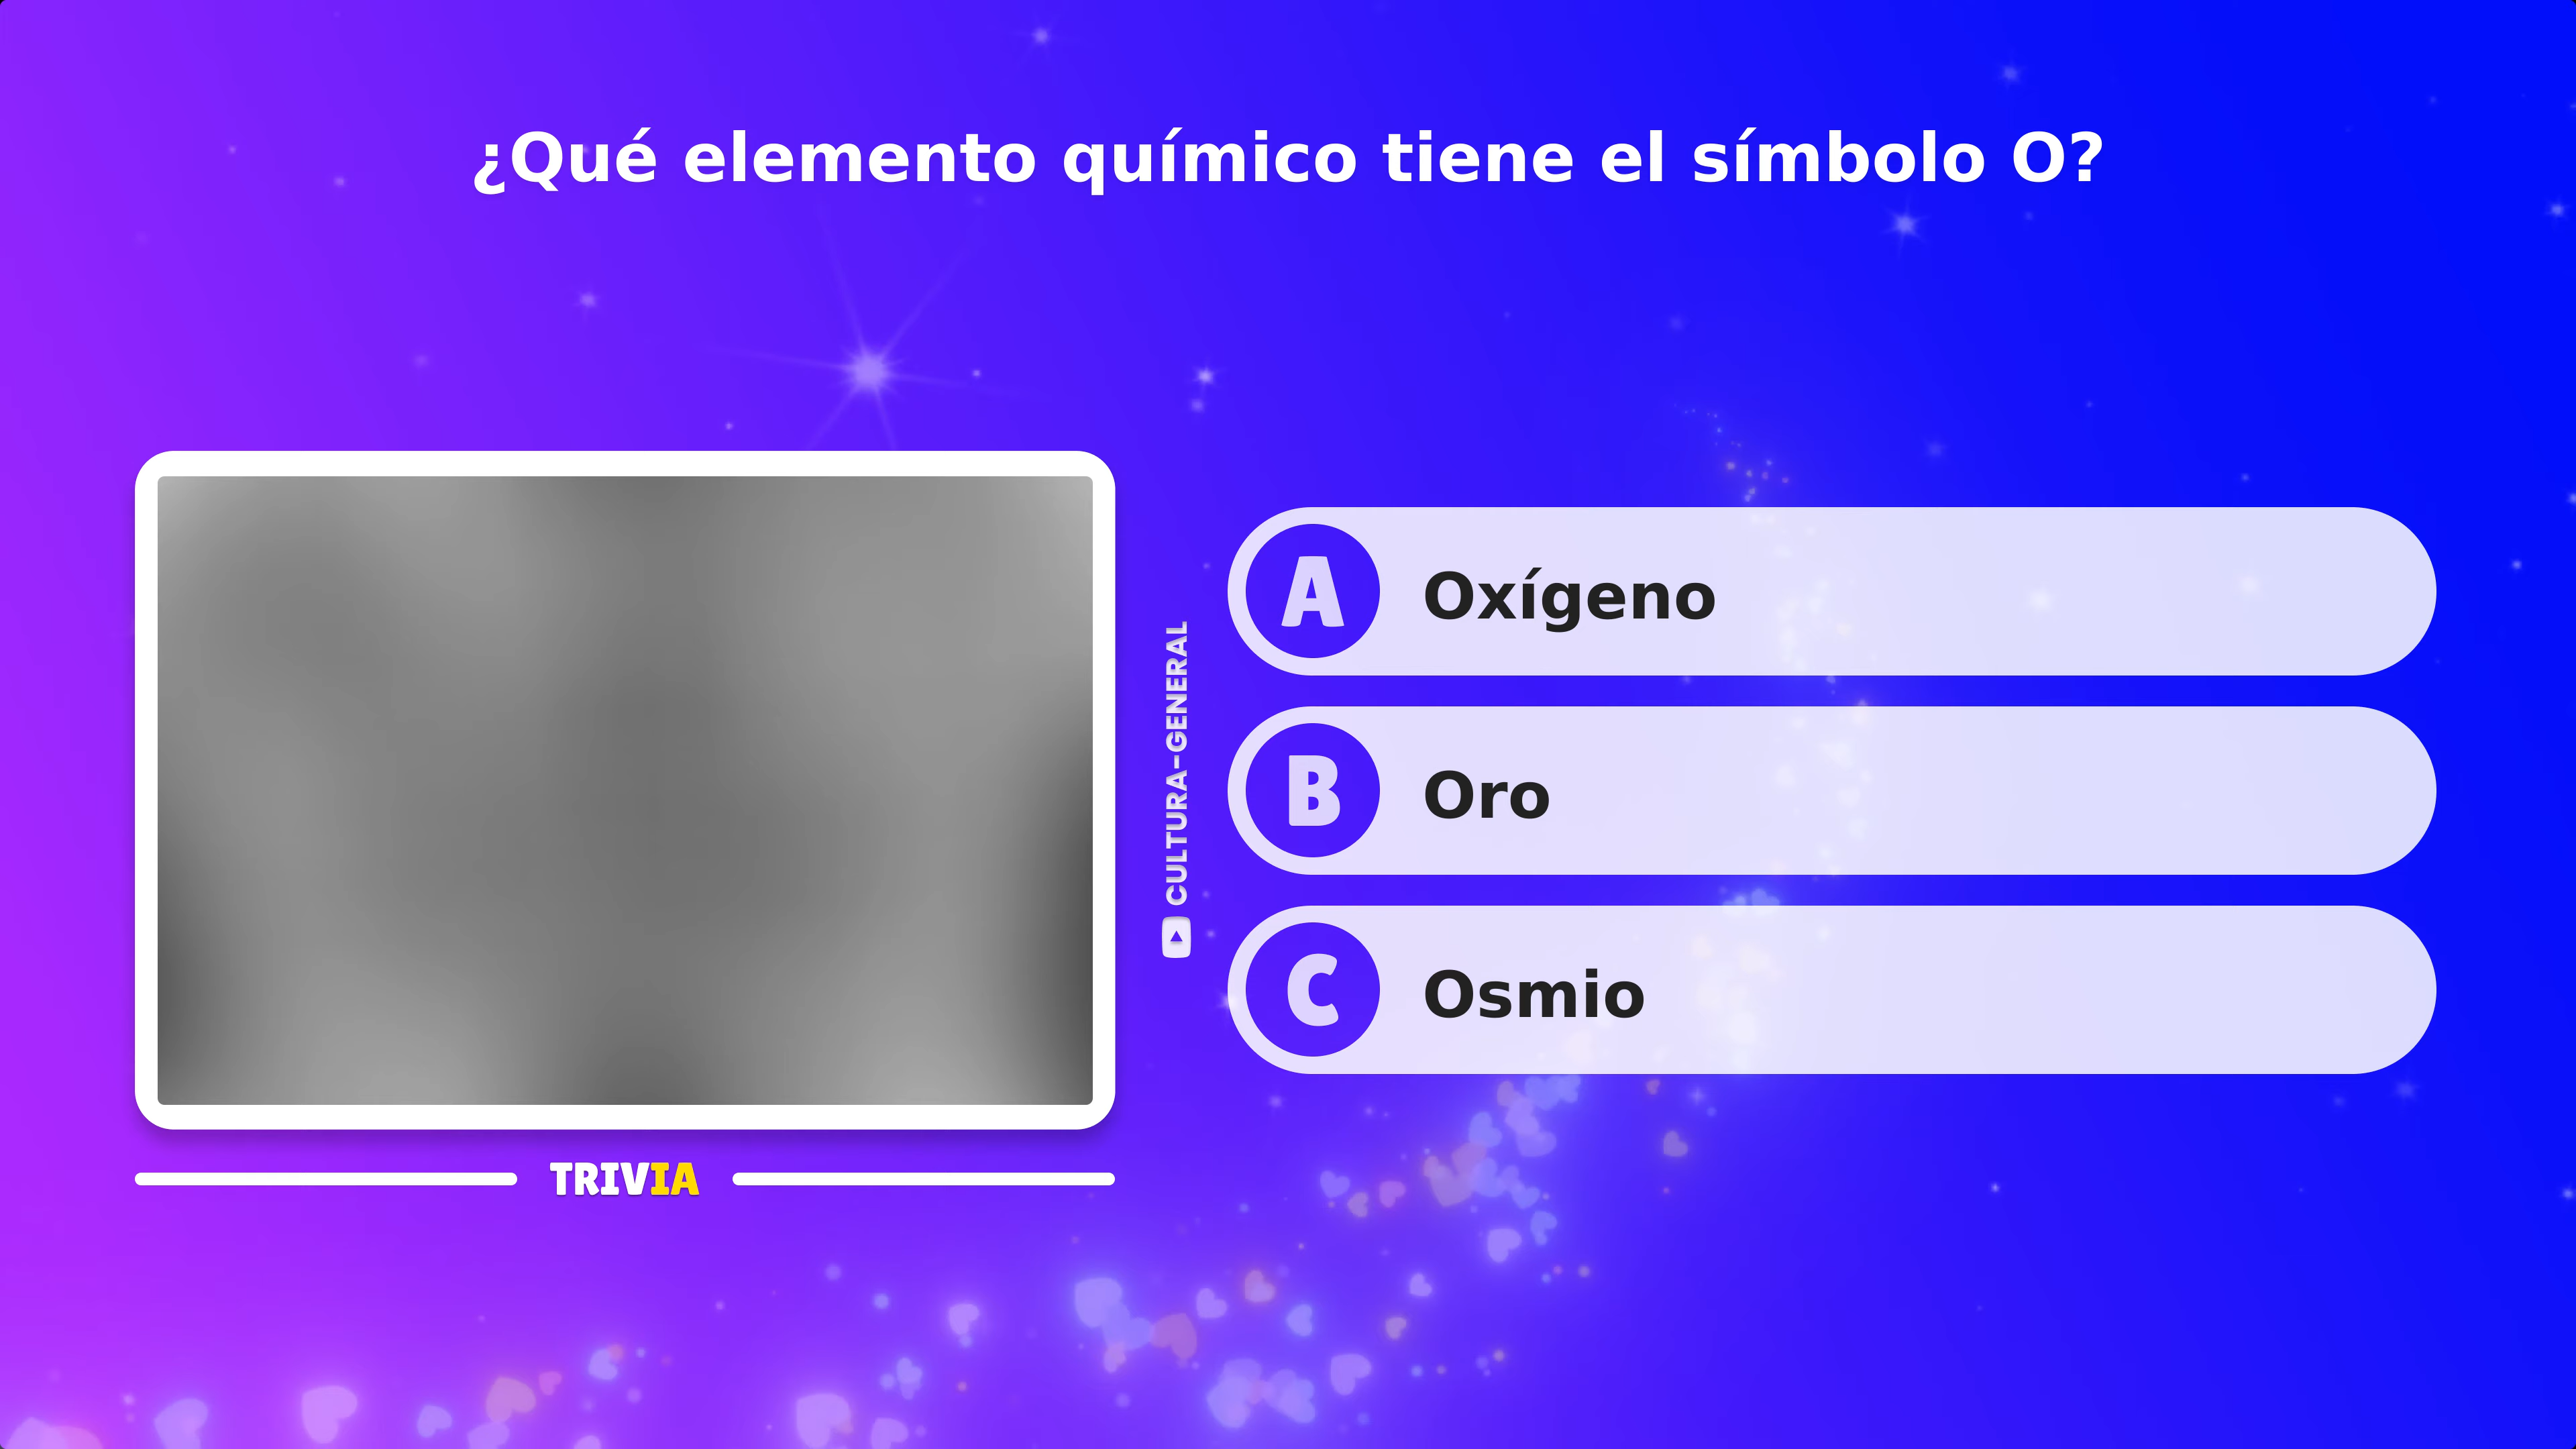 ¿Qué elemento químico tiene el símbolo O?
A Oxígeno
B Oro
C Osmio
CULTURA-GENERAL
TRIVIA